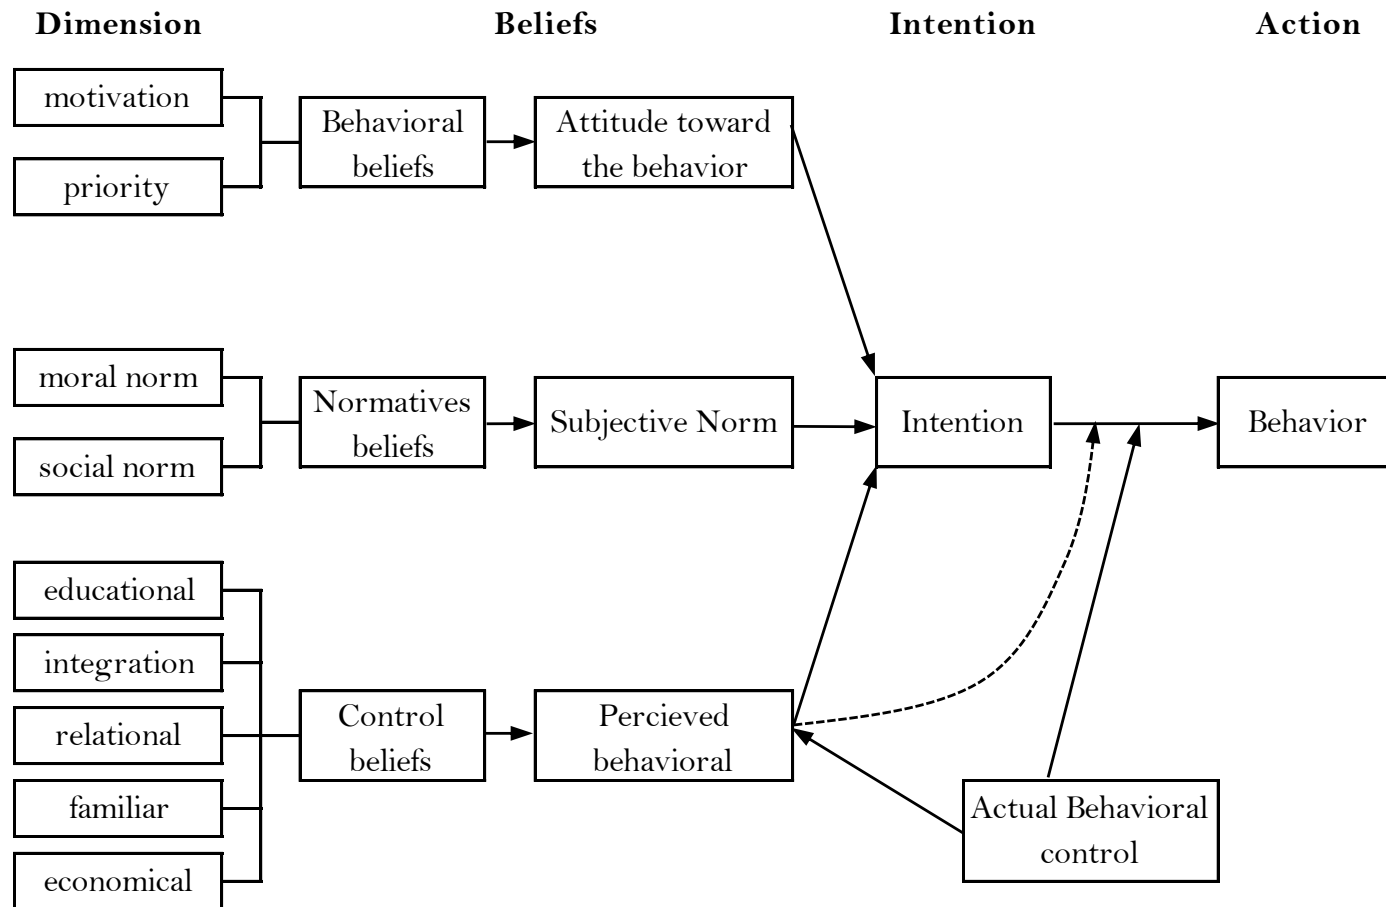 Dimension
Beliefs
Intention
Action
motivation
priority
Behavioral
beliefs
Attitude toward
the behavior
moral norm
social norm
Normatives
beliefs
Subjective Norm
Intention
Behavior
educational
integration
relational
familiar
economical
Control
beliefs
Percieved
behavioral
Actual Behavioral
control